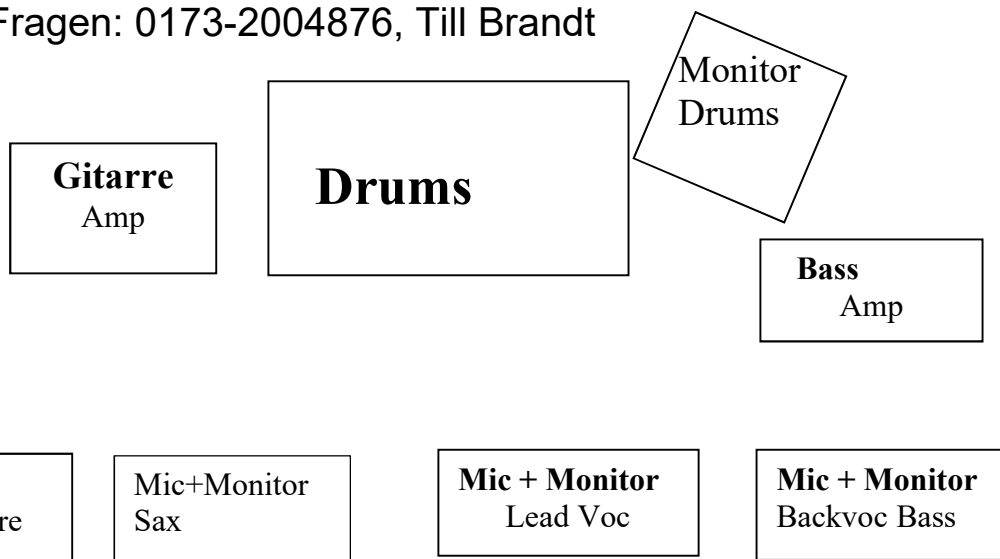 Fragen: 0173-2004876, Till Brandt
Monitor
Drums
Gitarre
Amp
Drums
Bass
Amp
re
Mic+Monitor
Sax
Mic + Monitor
Lead Voc
Mic + Monitor
Backvoc Bass